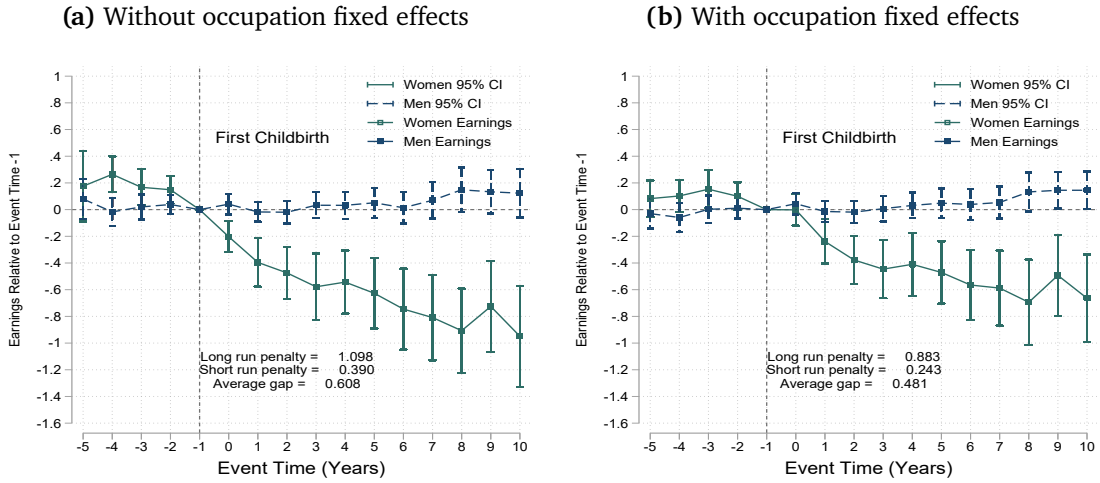 (a) Without occupation fixed effects
Earnings Relative to Event Time -1
1
.8
.6
.4
.2
0
-.2
-.4
-.6
-.8
-1
-1.2
-1.4
-1.6
Women 95% CI
Men 95% CI
Women Earnings
Men Earnings
First Childbirth
Long run penalty = 1.098
Short run penalty = 0.390
Average gap = 0.608
-5 -4 -3 -2 -1 0 1 2 3 4 5 6 7 8 9 10
Event Time (Years)
(b) With occupation fixed effects
Earnings Relative to Event Time -1
1
.8
.6
.4
.2
0
-.2
-.4
-.6
-.8
-1
-1.2
-1.4
-1.6
Women 95% CI
Men 95% CI
Women Earnings
Men Earnings
First Childbirth
Long run penalty = 0.883
Short run penalty = 0.243
Average gap = 0.481
-5 -4 -3 -2 -1 0 1 2 3 4 5 6 7 8 9 10
Event Time (Years)